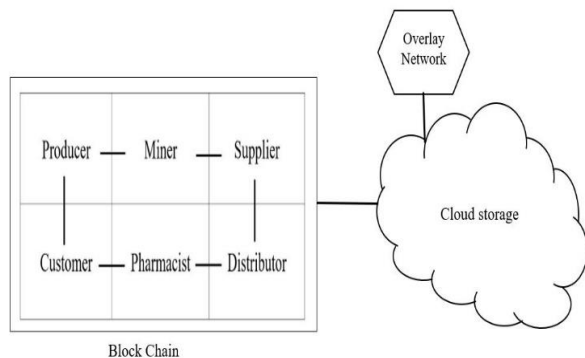 Overlay
Network
Producer Miner Supplier
Cloud storage
Customer Pharmacist Distributor
Block Chain